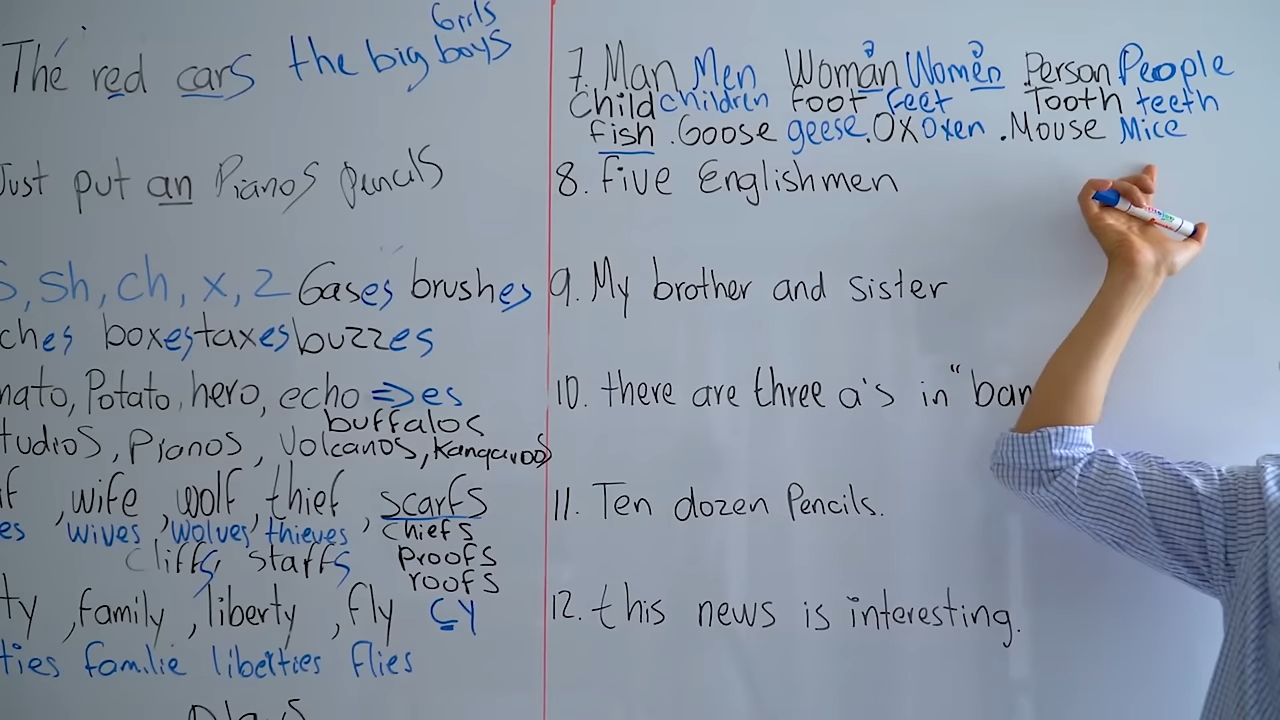 Girls
The red cars the big boys
Just put an Pianos pencils
S, sh, ch, x, z Gases brushes
ches boxes taxes buzzes
mato, Potato, hero, echo => es
buffalos
tudios, Pianos, Volcanos, Kangaroos
f, wife, wolf, thief, scarfs
es wives, wolves, thieves, chiefs
cliffs, staffs proofs
roofs
ty, family, liberty, fly CY
ties familie liberties flies
Plays
7. Man Men Woman Women Person People
Child children Foot feet Tooth teeth
fish . Goose geese. Ox Oxen . Mouse Mice
8. Five Englishmen
9. My brother and sister
10. there are three a's in "ban
11. Ten dozen Pencils.
12. this news is interesting.